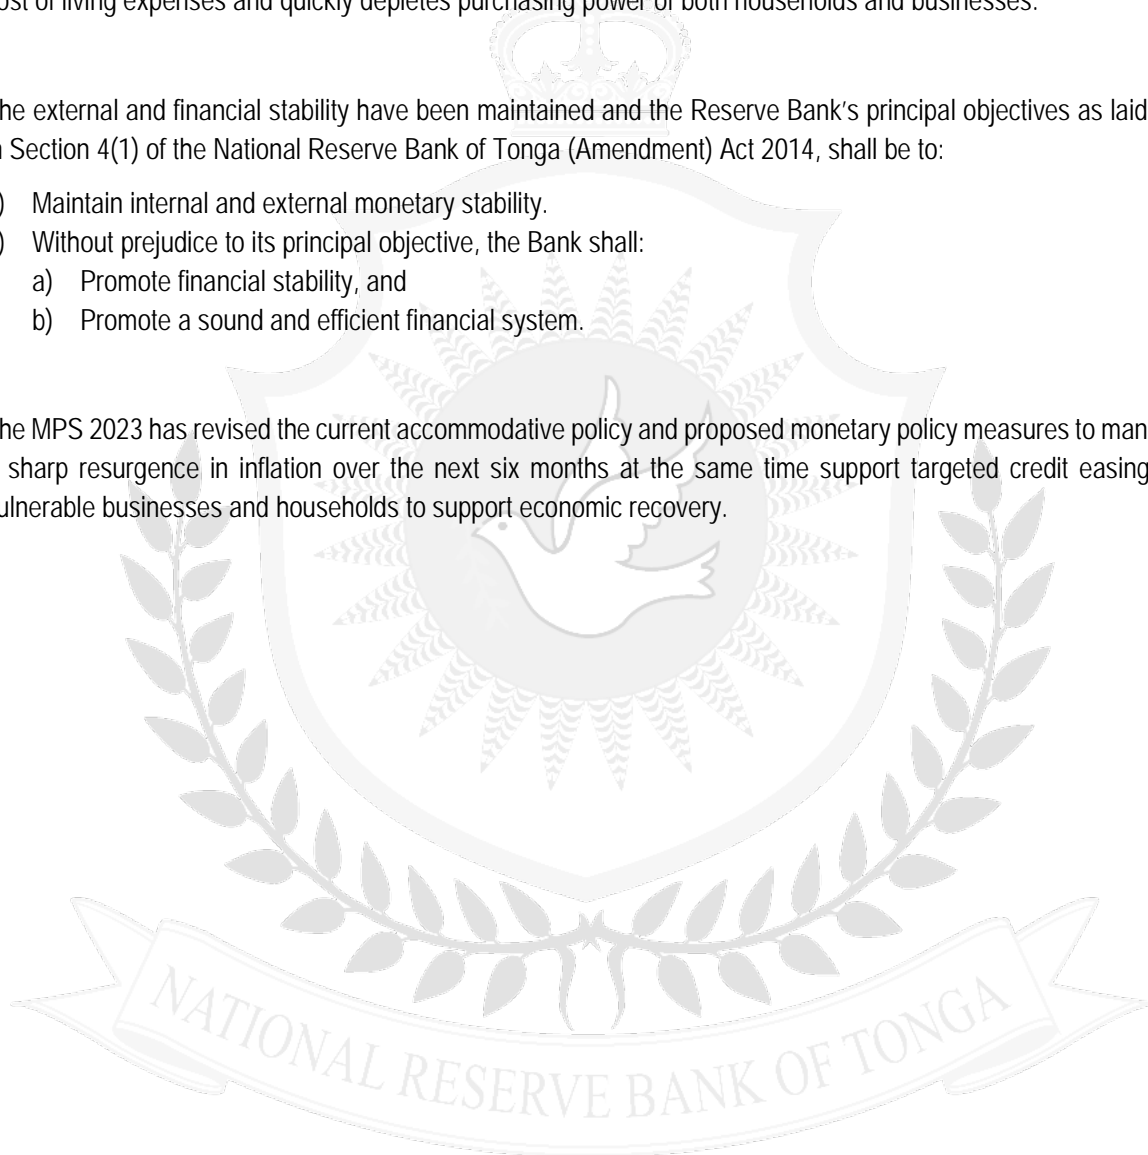 ost of living expenses and quickly depletes purchasing power of both households and businesses.
he external and financial stability have been maintained and the Reserve Bank’s principal objectives as laid
n Section 4(1) of the National Reserve Bank of Tonga (Amendment) Act 2014, shall be to:
) Maintain internal and external monetary stability.
) Without prejudice to its principal objective, the Bank shall:
a) Promote financial stability, and
b) Promote a sound and efficient financial system.
he MPS 2023 has revised the current accommodative policy and proposed monetary policy measures to man
sharp resurgence in inflation over the next six months at the same time support targeted credit easing
ulnerable businesses and households to support economic recovery.
NATIONAL RESERVE BANK OF TONGA